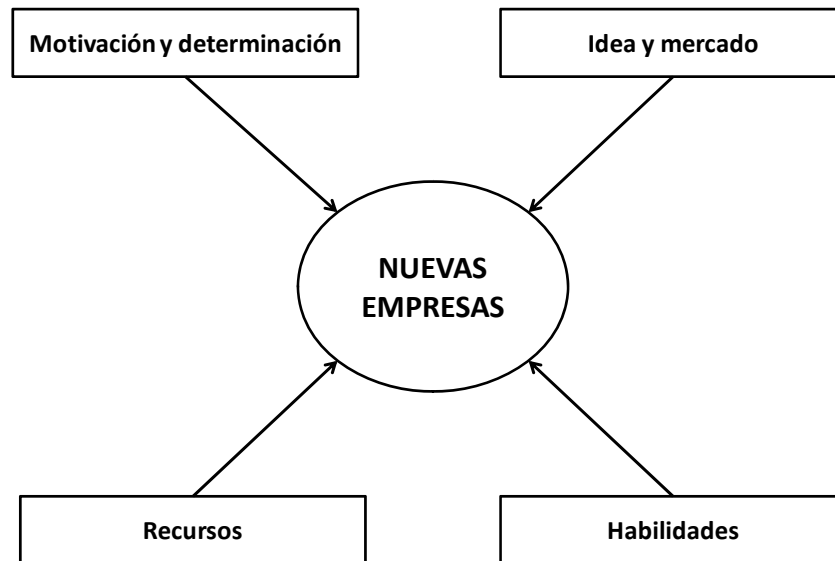 Motivación y determinación
Idea y mercado
NUEVAS
EMPRESAS
Recursos
Habilidades